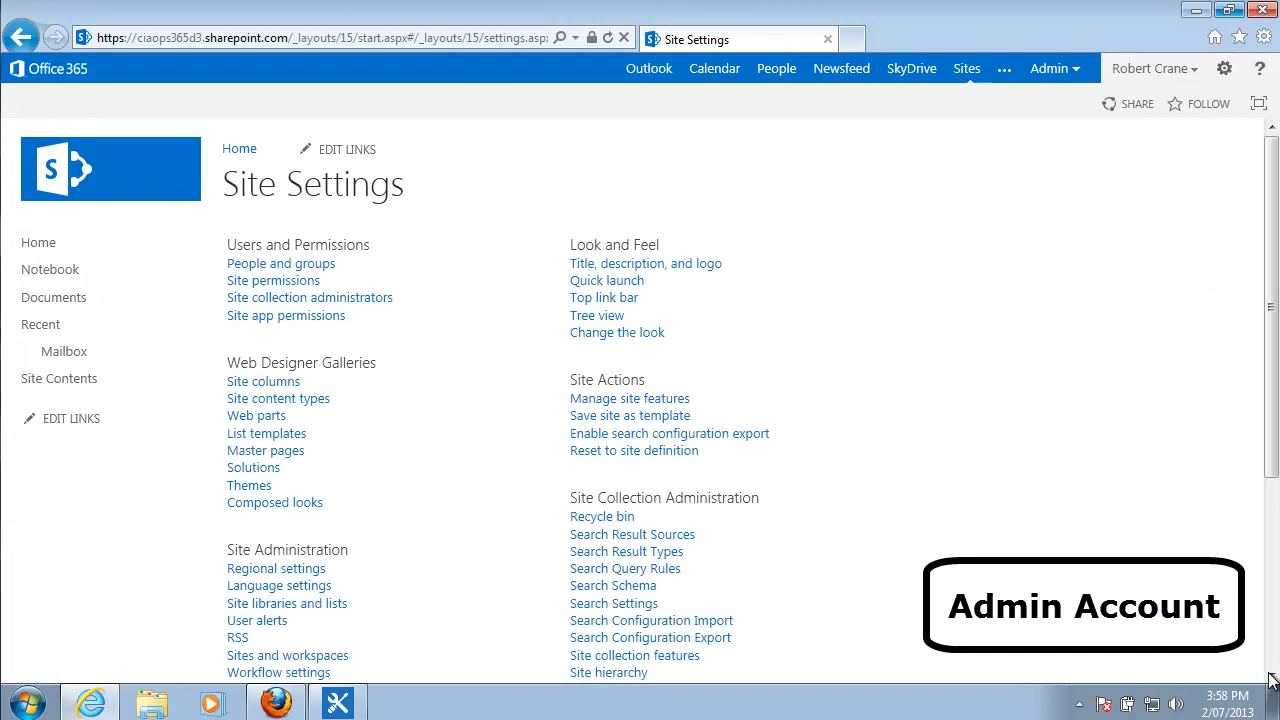 https://ciaops365d3.sharepoint.com/_layouts/15/start.aspx#/_layouts/15/settings.asp
Site Settings
Office 365
Outlook Calendar People Newsfeed SkyDrive Sites ... Admin Robert Crane ?
SHARE FOLLOW
S
Home EDIT LINKS
Site Settings
Home
Notebook
Documents
Recent
Mailbox
Site Contents
EDIT LINKS
Users and Permissions
People and groups
Site permissions
Site collection administrators
Site app permissions
Web Designer Galleries
Site columns
Site content types
Web parts
List templates
Master pages
Solutions
Themes
Composed looks
Site Administration
Regional settings
Language settings
Site libraries and lists
User alerts
RSS
Sites and workspaces
Workflow settings
Look and Feel
Title, description, and logo
Quick launch
Top link bar
Tree view
Change the look
Site Actions
Manage site features
Save site as template
Enable search configuration export
Reset to site definition
Site Collection Administration
Recycle bin
Search Result Sources
Search Result Types
Search Query Rules
Search Schema
Search Settings
Search Configuration Import
Search Configuration Export
Site collection features
Site hierarchy
Admin Account
3:58 PM
2/07/2013